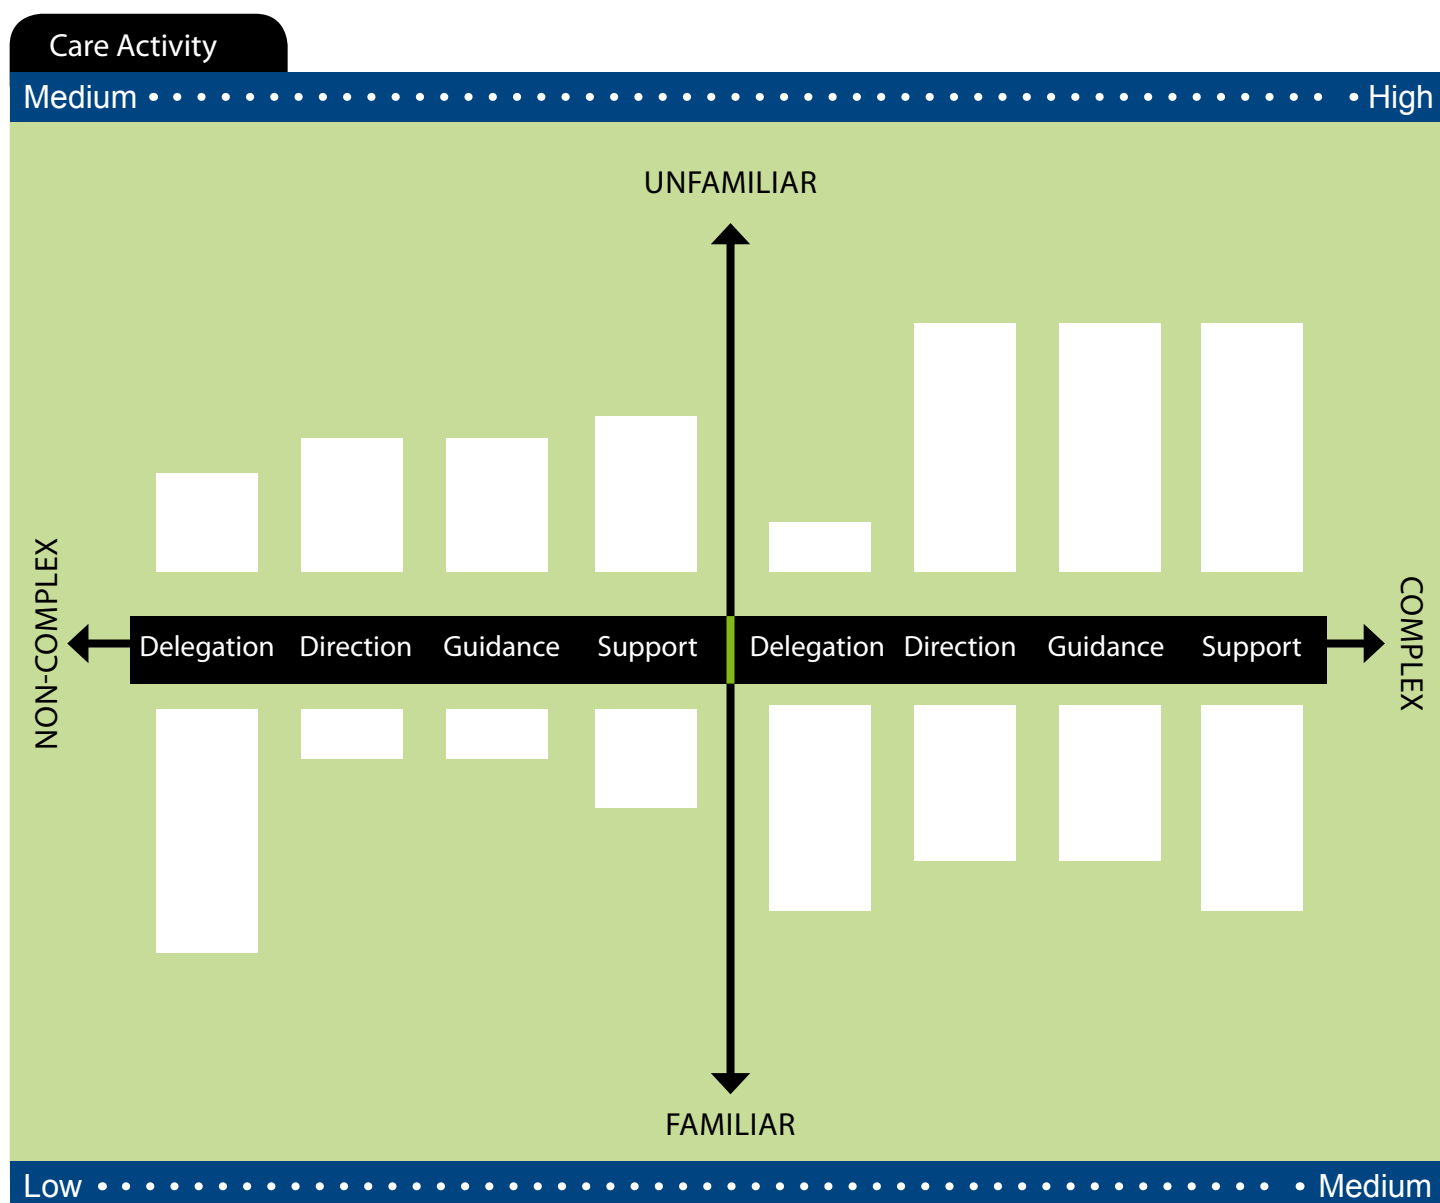 Care Activity
Medium High
UNFAMILIAR
NON-COMPLEX
Delegation Direction Guidance Support Delegation Direction Guidance Support
COMPLEX
FAMILIAR
Low Medium